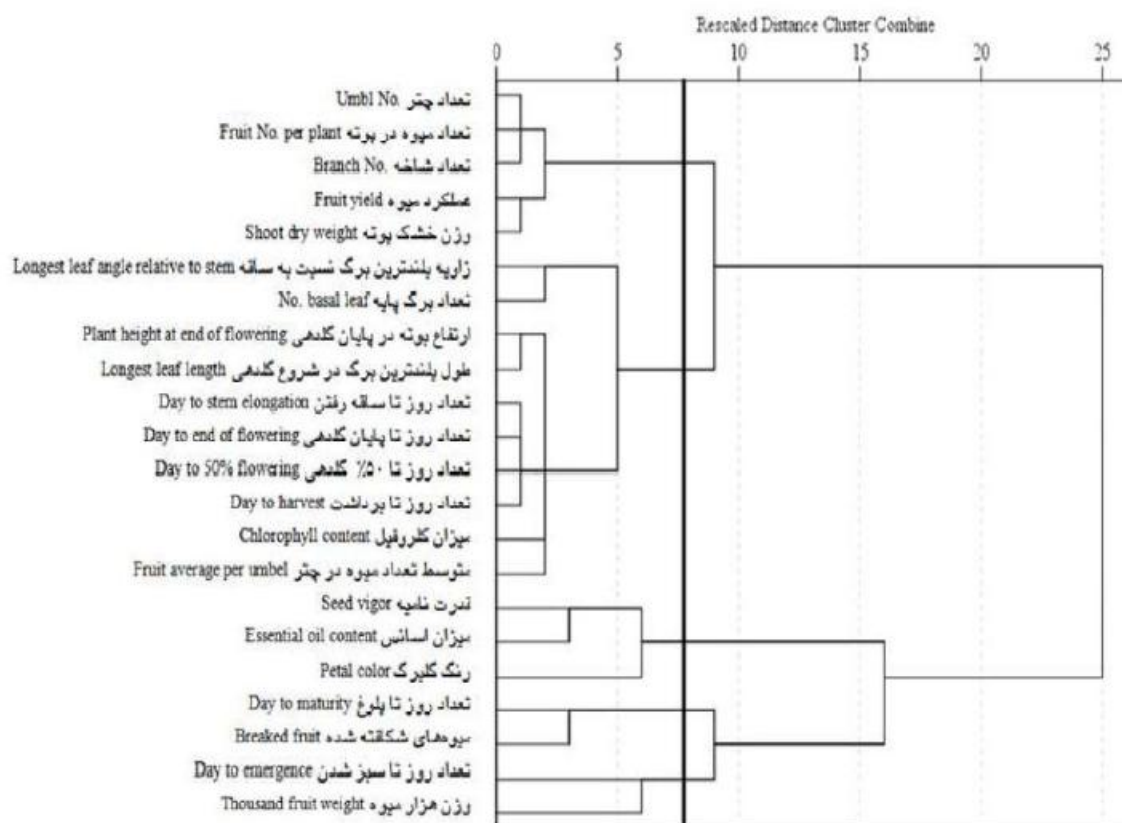 Rescaled Distance Cluster Combine
0 5 10 15 20 25
Umbl No. تعداد چتر
Fruit No. per plant تعداد میوه در بوته
Branch No. تعداد شاخه
Fruit yield عملکرد میوه
Shoot dry weight وزن خشک بوته
Longest leaf angle relative to stem زاویه بلندترین برگ نسبت به ساقه
No. basal leaf تعداد برگ پایه
Plant height at end of flowering ارتفاع بوته در پایان گلدهی
Longest leaf length طول بلندترین برگ در شروع گلدهی
Day to stem elongation تعداد روز تا ساقه رفتن
Day to end of flowering تعداد روز تا پایان گلدهی
Day to 50% flowering تعداد روز تا ۵۰٪ گلدهی
Day to harvest تعداد روز تا برداشت
Chlorophyll content میزان کلروفیل
Fruit average per umbel متوسط تعداد میوه در چتر
Seed vigor قدرت نامیه
Essential oil content میزان اسانس
Petal color رنگ گلبرگ
Day to maturity تعداد روز تا بلوغ
Breaked fruit میوه‌های شکافته شده
Day to emergence تعداد روز تا سبز شدن
Thousand fruit weight وزن هزار میوه